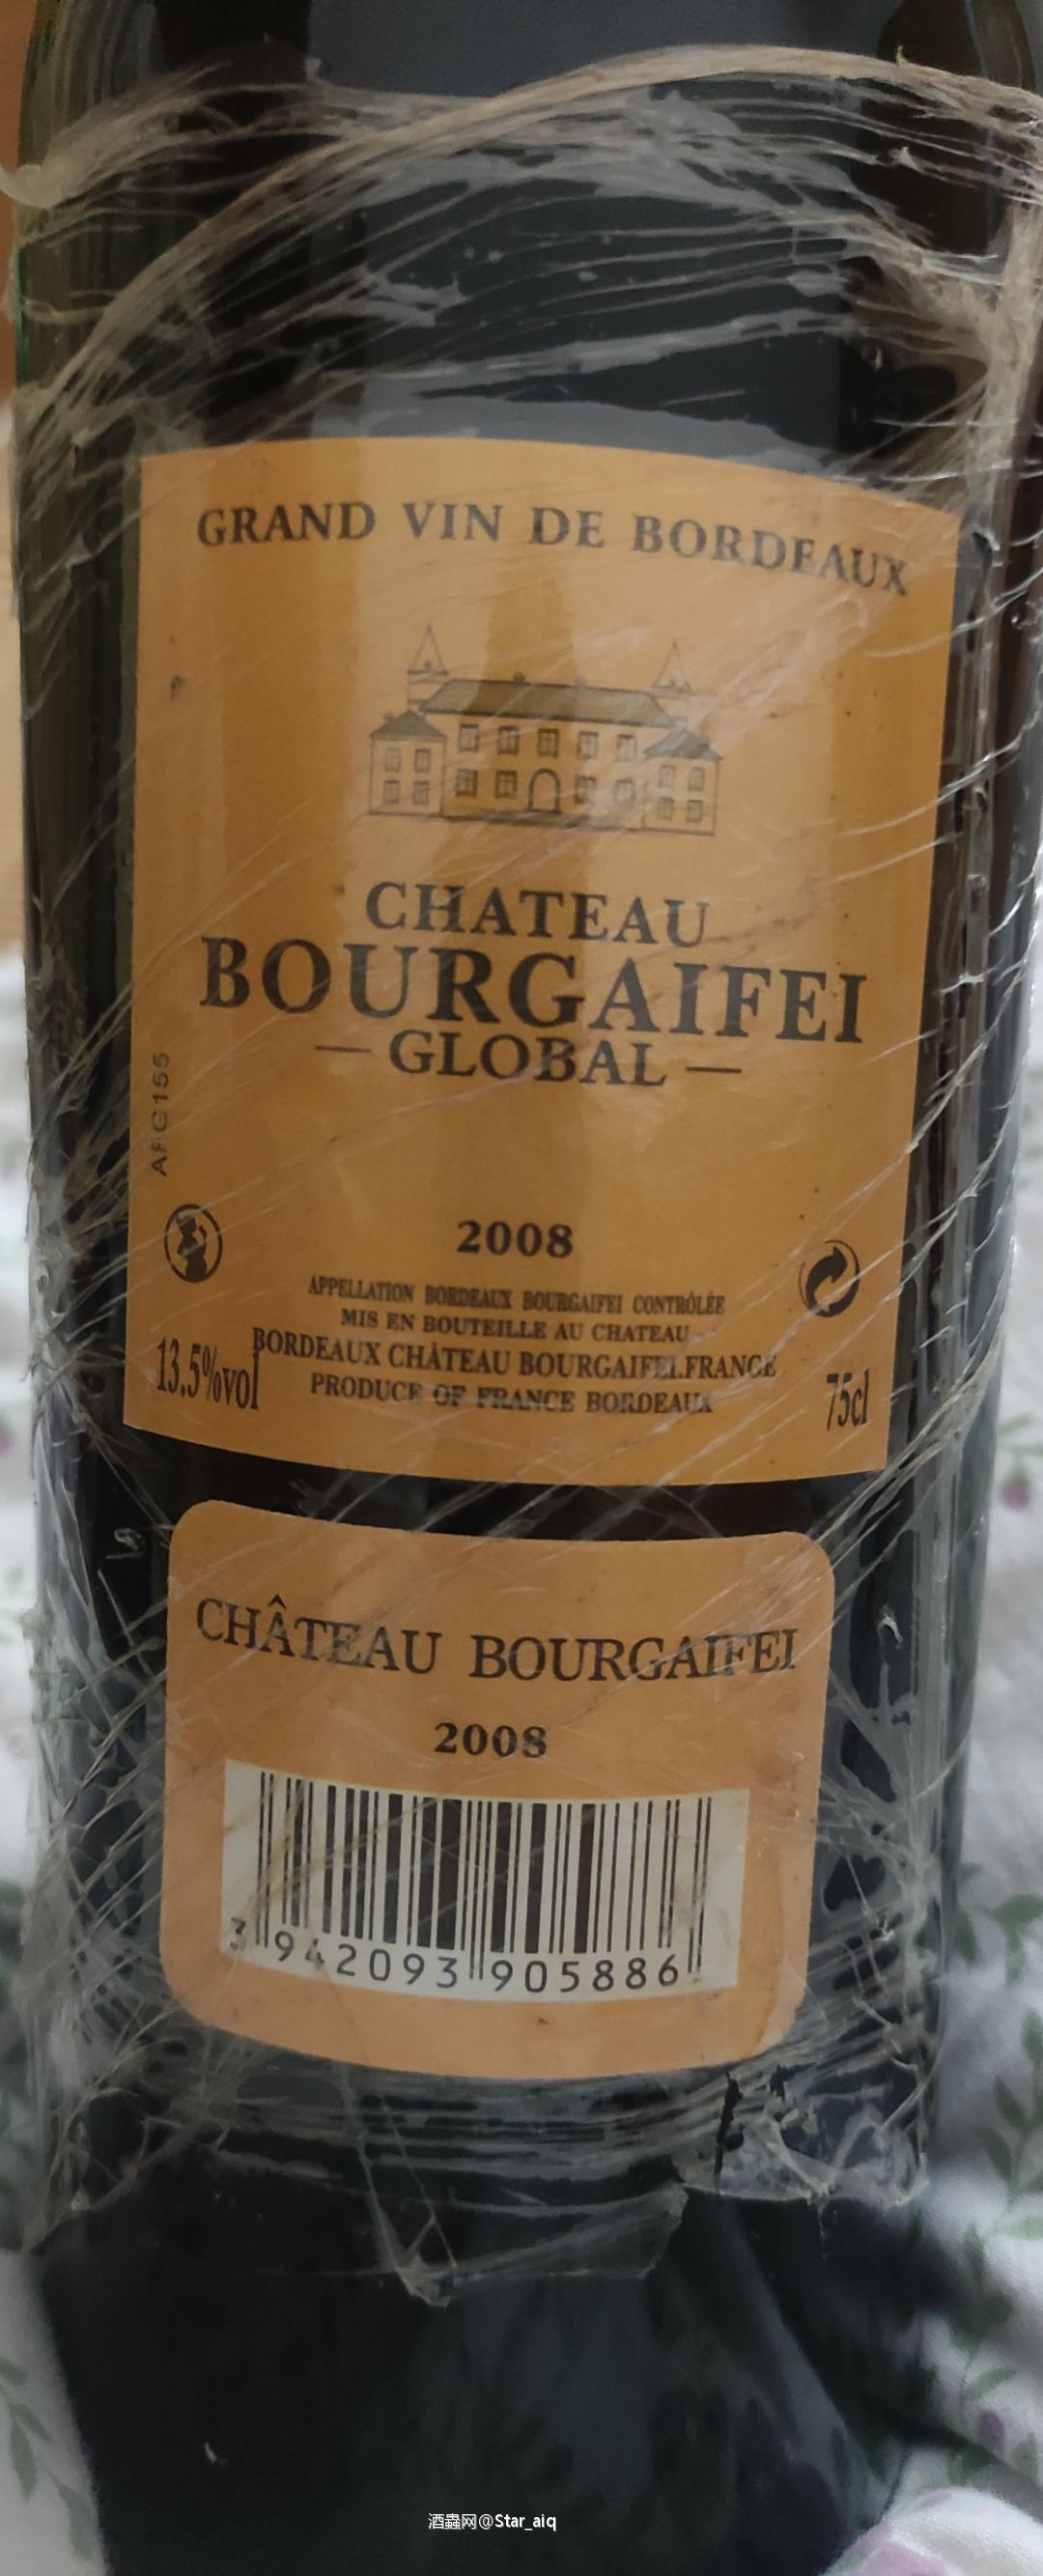 GRAND VIN DE BORDEAUX
CHATEAU
BOURGAIFEI
— GLOBAL —
2008
APPELLATION BORDEAUX BOURGAIFEI CONTRÔLÉE
MIS EN BOUTEILLE AU CHATEAU
BORDEAUX CHÂTEAU BOURGAIFEI.FRANCE
PRODUCE OF FRANCE BORDEAUX
13.5%vol
75cl
CHÂTEAU BOURGAIFEI
2008
3 942093 905886
酒蟲网@Star_aiq